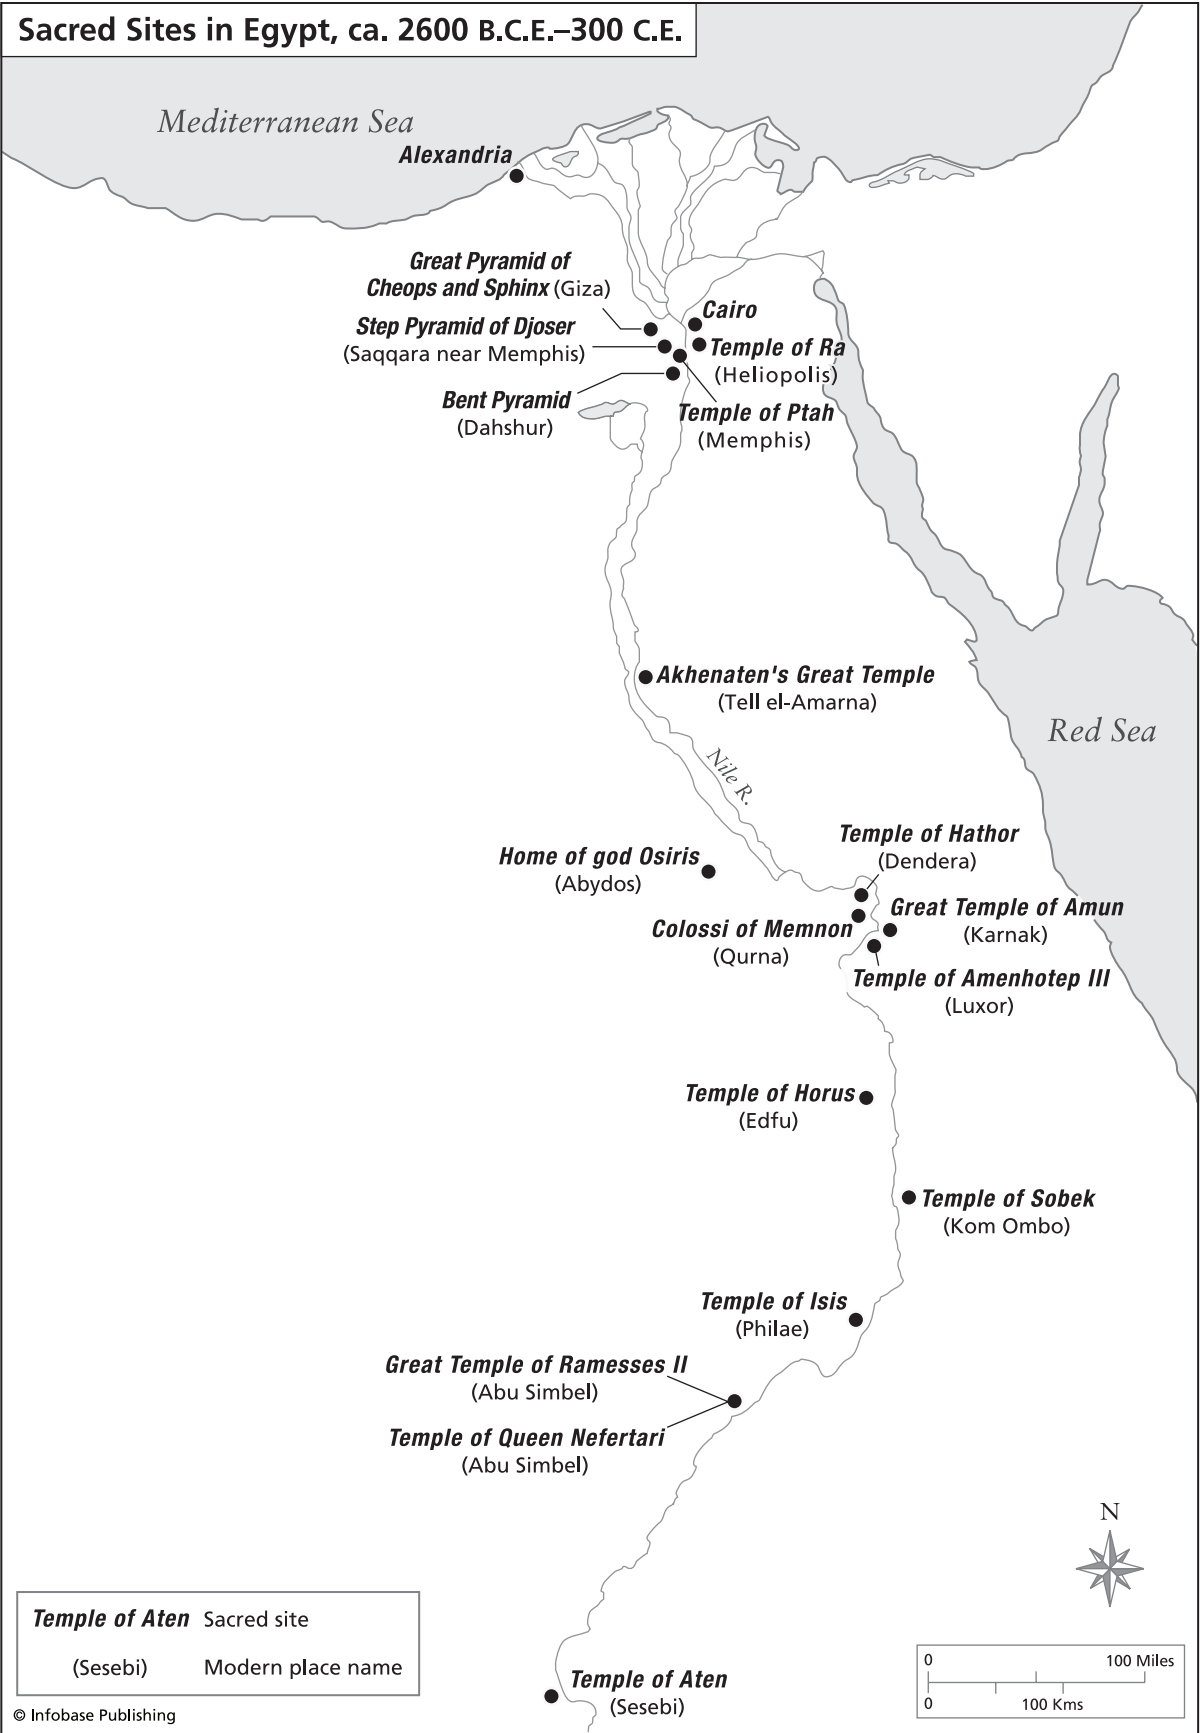 Sacred Sites in Egypt, ca. 2600 B.C.E.–300 C.E.
Mediterranean Sea
Alexandria
Great Pyramid of
Cheops and Sphinx (Giza)
Cairo
Step Pyramid of Djoser
(Saqqara near Memphis)
Temple of Ra
(Heliopolis)
Bent Pyramid
(Dahshur)
Temple of Ptah
(Memphis)
Akhenaten's Great Temple
(Tell el-Amarna)
Red Sea
Nile R.
Temple of Hathor
(Dendera)
Home of god Osiris
(Abydos)
Great Temple of Amun
(Karnak)
Colossi of Memnon
(Qurna)
Temple of Amenhotep III
(Luxor)
Temple of Horus
(Edfu)
Temple of Sobek
(Kom Ombo)
Temple of Isis
(Philae)
Great Temple of Ramesses II
(Abu Simbel)
Temple of Queen Nefertari
(Abu Simbel)
N
Temple of Aten Sacred site
(Sesebi) Modern place name
Temple of Aten
(Sesebi)
0 100 Miles
0 100 Kms
© Infobase Publishing